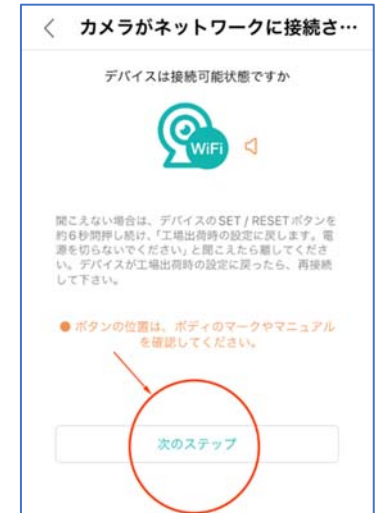 カメラがネットワークに接続さ…
デバイスは接続可能状態ですか
WiFi
聞こえない場合は、デバイスのSET / RESETボタンを
約6秒間押し続け、「工場出荷時の設定に戻します。電
源を切らないでください」と聞こえたら離してくださ
い。デバイスが工場出荷時の設定に戻ったら、再接続
して下さい。
● ボタンの位置は、ボディのマークやマニュアル
を確認してください。
次のステップ